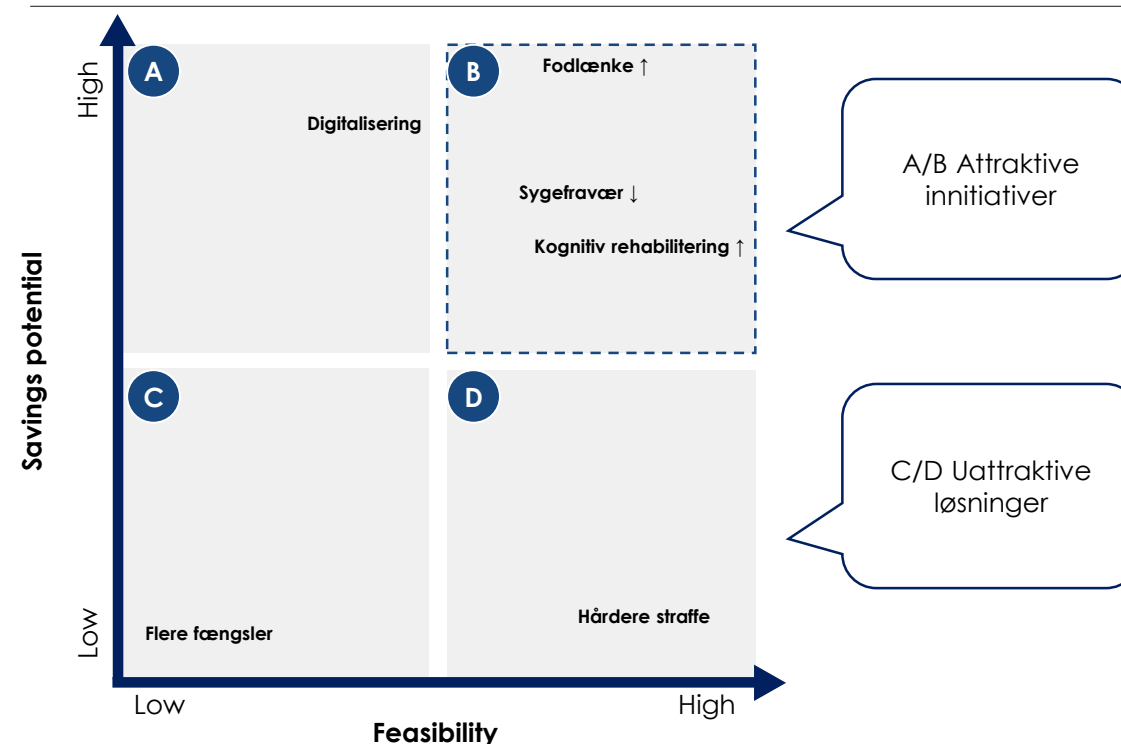 A
B
Fodlænke ↑
High
Digitalisering
A/B Attraktive
innitiativer
Sygefravær ↓
Kognitiv rehabilitering ↑
Savings potential
C
D
C/D Uattraktive
løsninger
Hårdere straffe
Flere fængsler
Low
Low
High
Feasibility